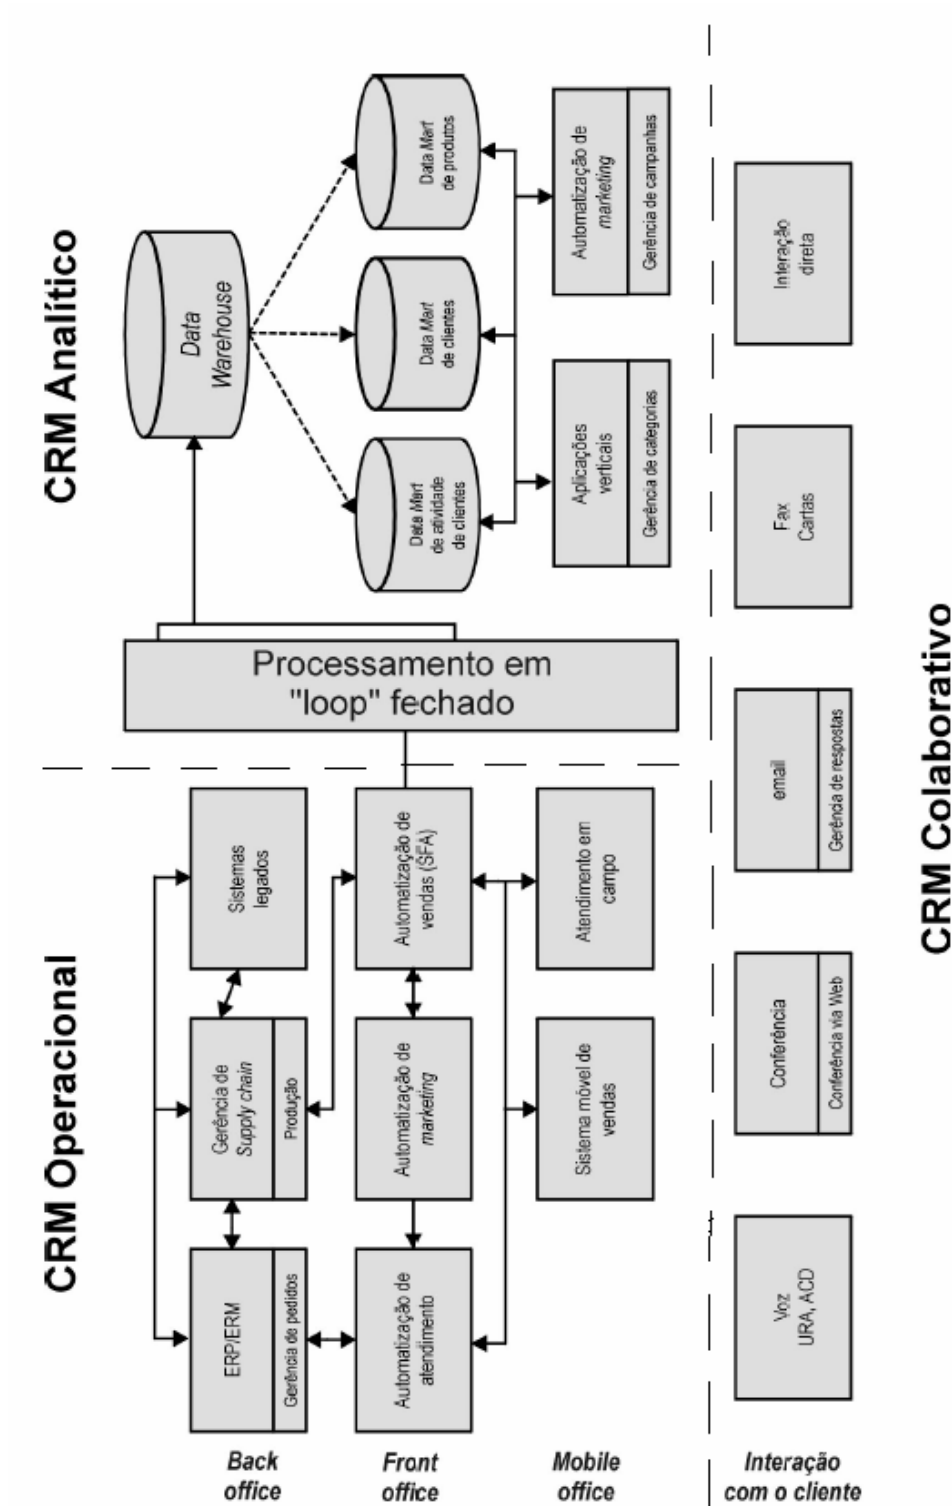 CRM Operacional
CRM Analítico
Back
office
ERP/ERM
Gerência de pedidos
Gerência de
Supply chain
Produção
Sistemas
legados
Data
Warehouse
Processamento em
"loop" fechado
Front
office
Automatização de
atendimento
Automatização de
marketing
Automatização de
vendas (SFA)
Data Mart
de atividade
de clientes
Data Mart
de clientes
Data Mart
de produtos
Mobile
office
Sistema móvel de
vendas
Atendimento em
campo
Aplicações
verticais
Gerência de categorias
Automatização de
marketing
Gerência de campanhas
Interação
com o cliente
Voz
URA, ACD
Conferência
Conferência via Web
email
Gerência de respostas
Fax
Cartas
Interação
direta
CRM Colaborativo